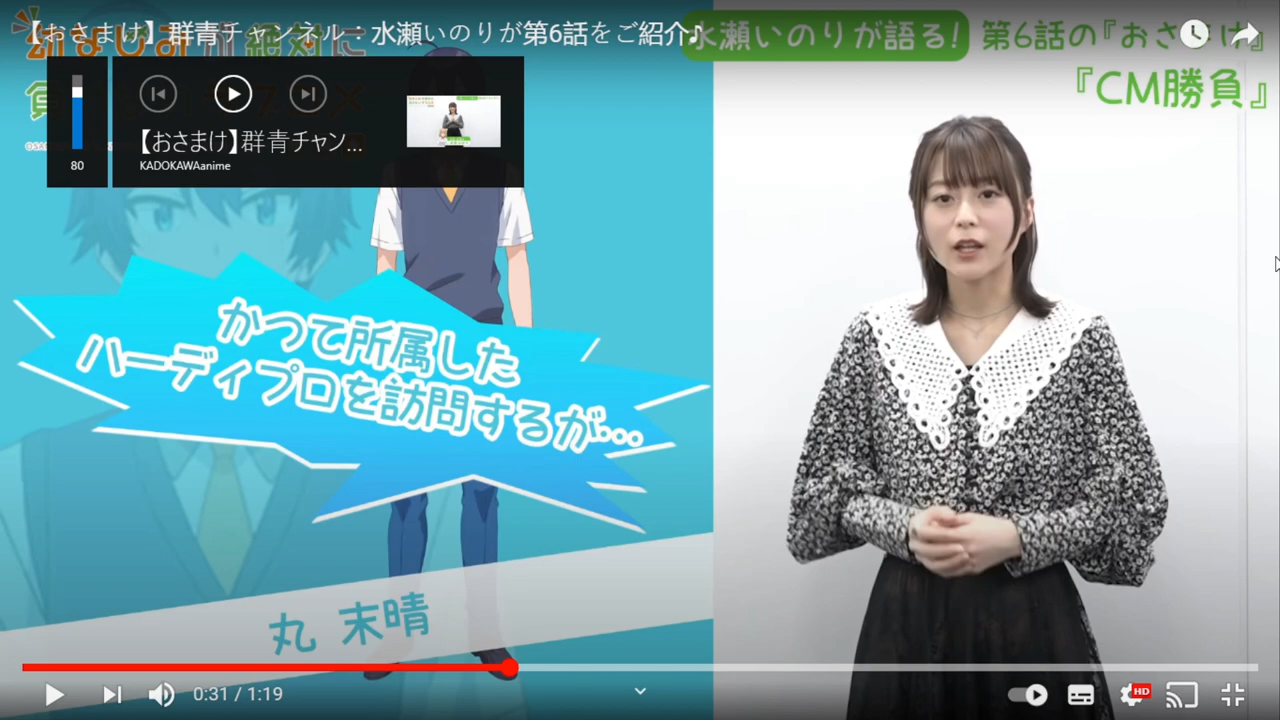 【おさまけ】群青チャンネル：水瀬いのりが第6話をご紹介♪
水瀬いのりが語る！
第6話の『おさまけ』
『CM勝負』
80
【おさまけ】群青チャン...
KADOKAWAanime
かつて所属した
ハーディプロを訪問するが…
丸 末晴
0:31 / 1:19
HD